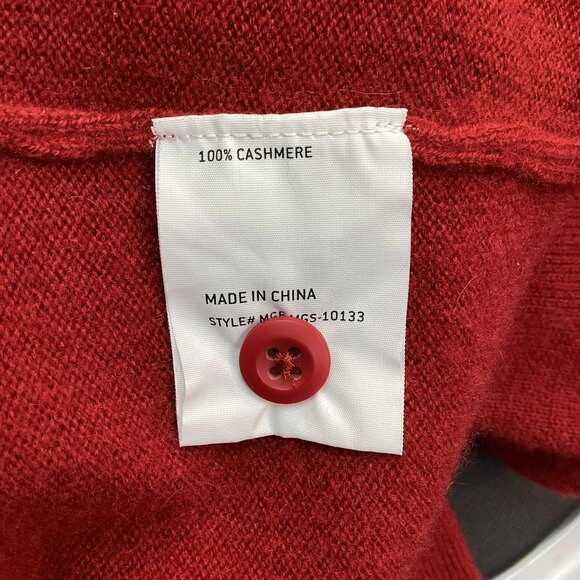 100% CASHMERE
MADE IN CHINA
STYLE# MGS-10133